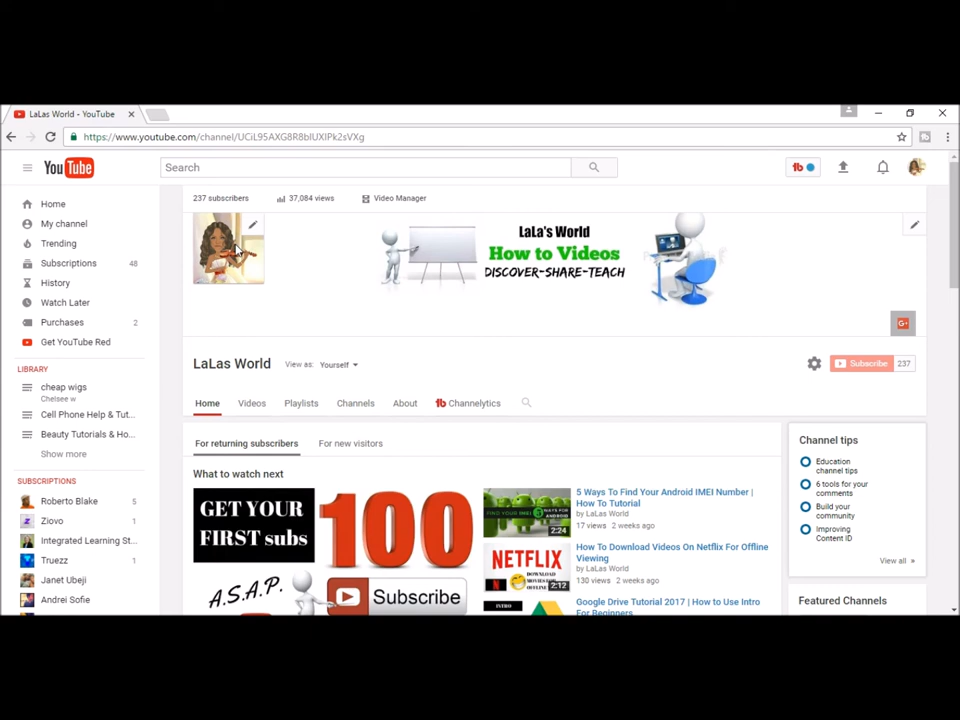 LaLas World - YouTube
https://www.youtube.com/channel/UCiL95AXG8R8bIUXIPk2sVXg
YouTube
Search
237 subscribers
37,084 views
Video Manager
Home
My channel
Trending
Subscriptions 48
History
Watch Later
Purchases 2
Get YouTube Red
LIBRARY
cheap wigs
Chelsee w
Cell Phone Help & Tut...
Beauty Tutorials & Ho...
Show more
SUBSCRIPTIONS
Roberto Blake 5
Ziovo 1
Integrated Learning St...
Truezz 1
Janet Ubeji
Andrei Sofie
LaLa's World
How to Videos
DISCOVER-SHARE-TEACH
G+
LaLas World
View as: Yourself
Subscribe 237
Home
Videos
Playlists
Channels
About
tb Channelytics
For returning subscribers
For new visitors
What to watch next
GET YOUR
FIRST subs
100
A.S.A.P.
Subscribe
FIND YOUR IMEI
2:24
5 Ways To Find Your Android IMEI Number |
How To Tutorial
by LaLas World
17 views 2 weeks ago
NETFLIX
2:12
How To Download Videos On Netflix For Offline
Viewing
by LaLas World
130 views 2 weeks ago
INTRO
Google Drive Tutorial 2017 | How to Use Intro
For Beginners
Channel tips
Education
channel tips
6 tools for your
comments
Build your
community
Improving
Content ID
View all »
Featured Channels